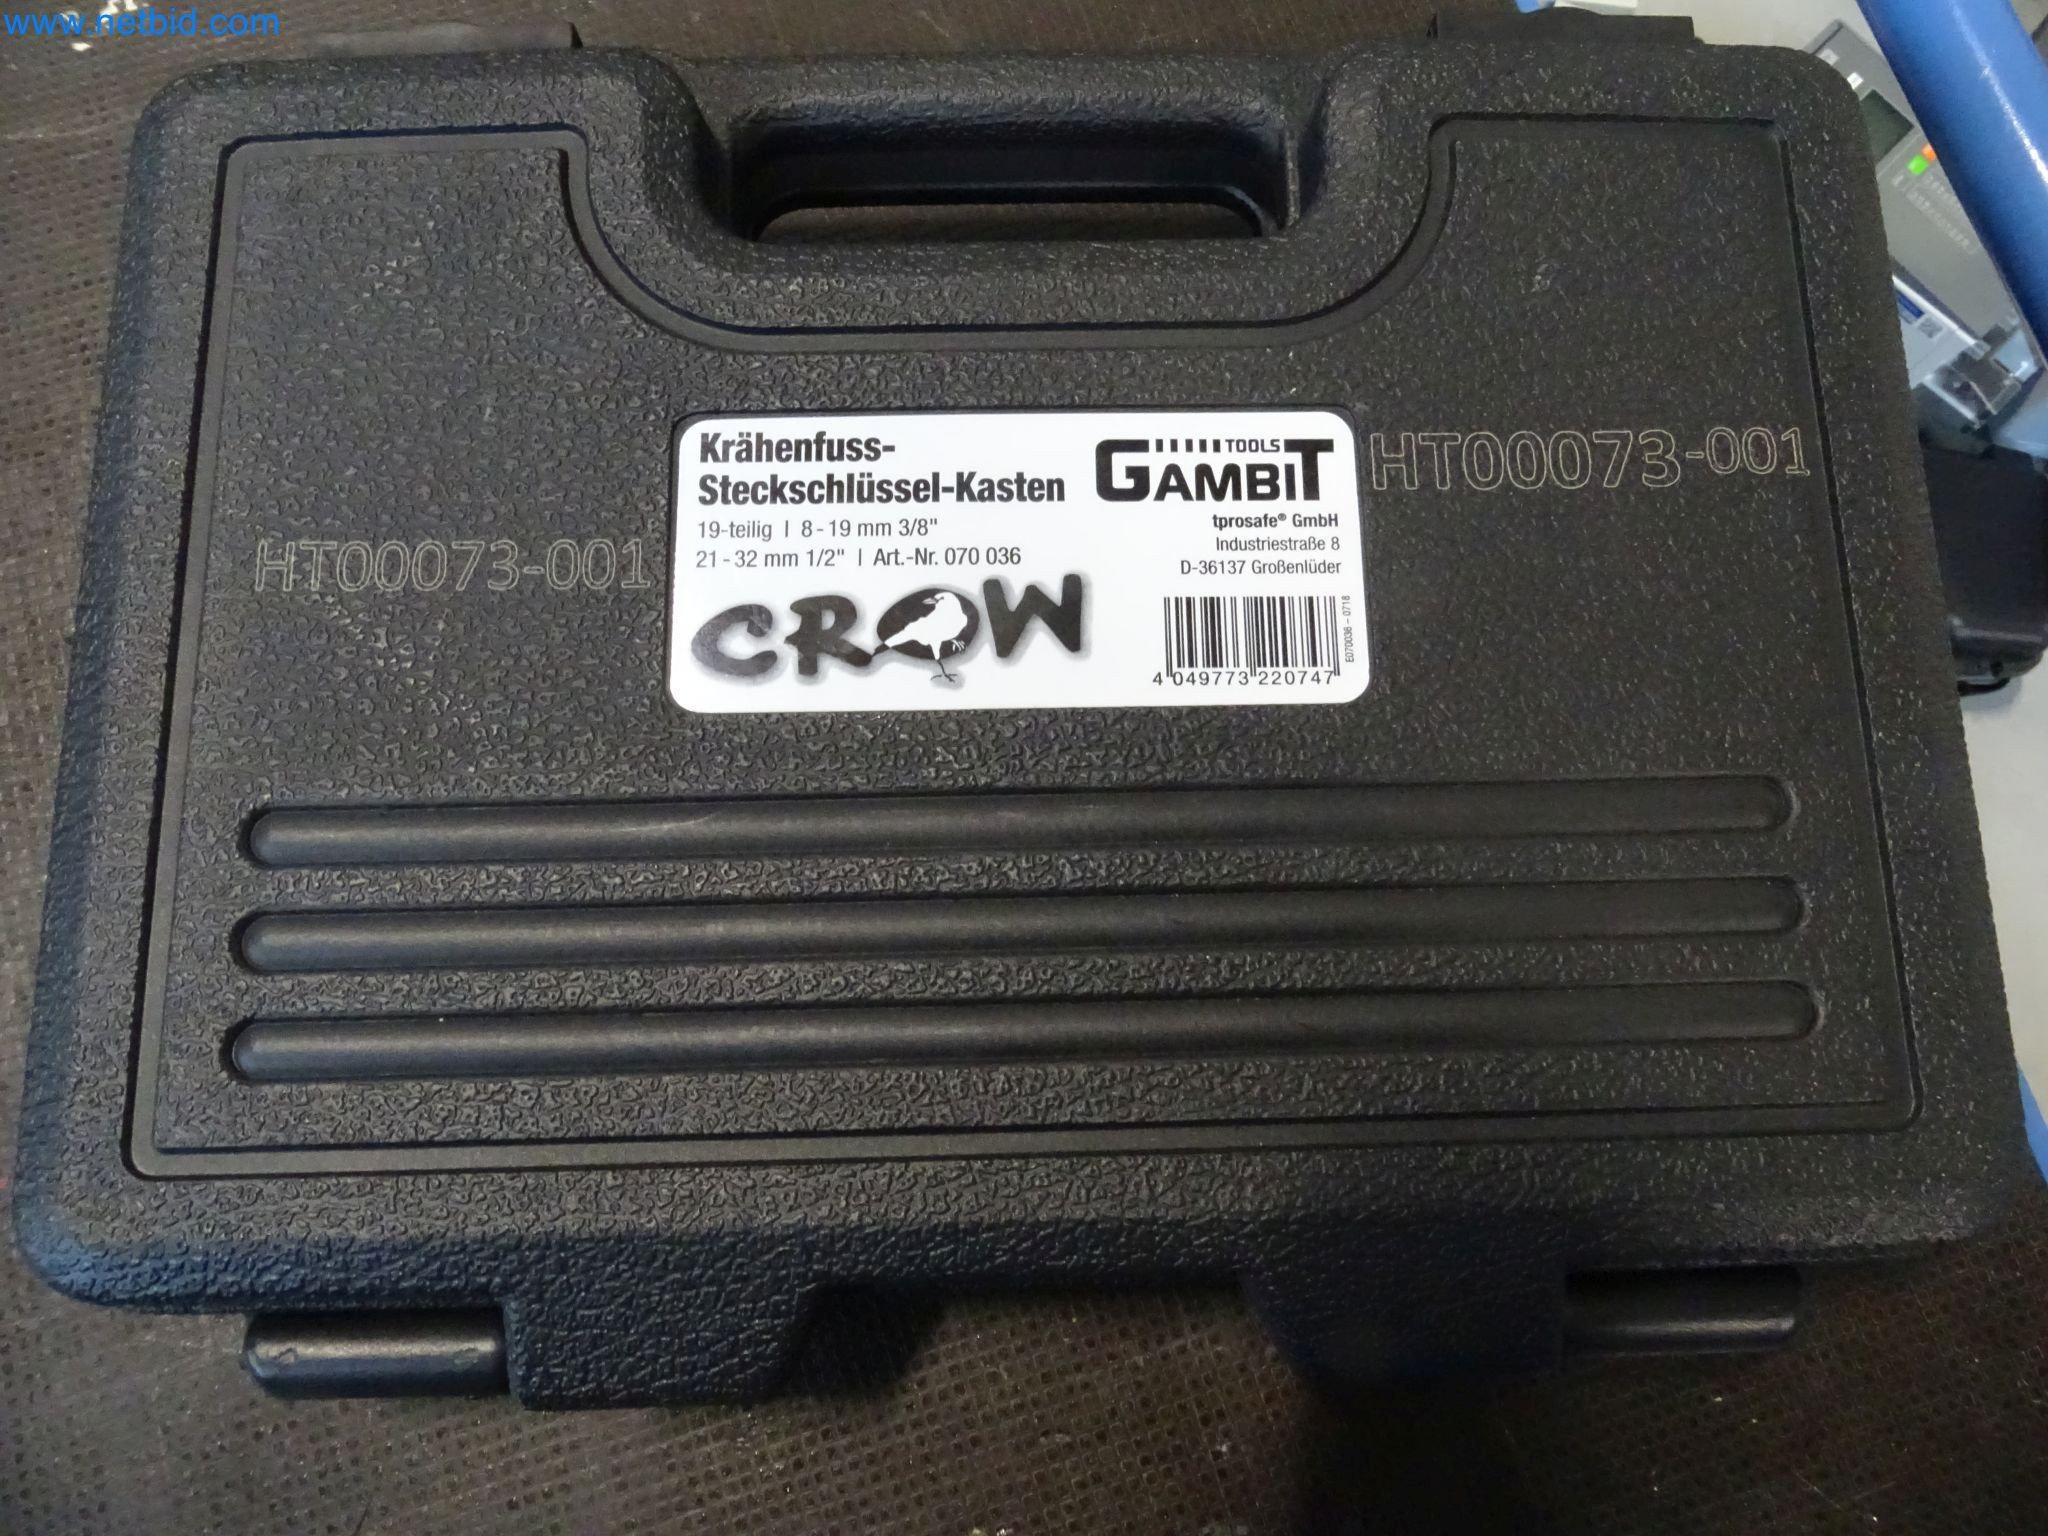 www.netbid.com
Krähenfuss-
Steckschlüssel-Kasten
19-teilig | 8 - 19 mm 3/8"
21 - 32 mm 1/2" | Art.-Nr. 070 036
CROW
TOOLS
GAMBIT
tprosafe® GmbH
Industriestraße 8
D-36137 Großenlüder
4 049773 220747
E070036 – 0718
HT00073-001
HT00073-001